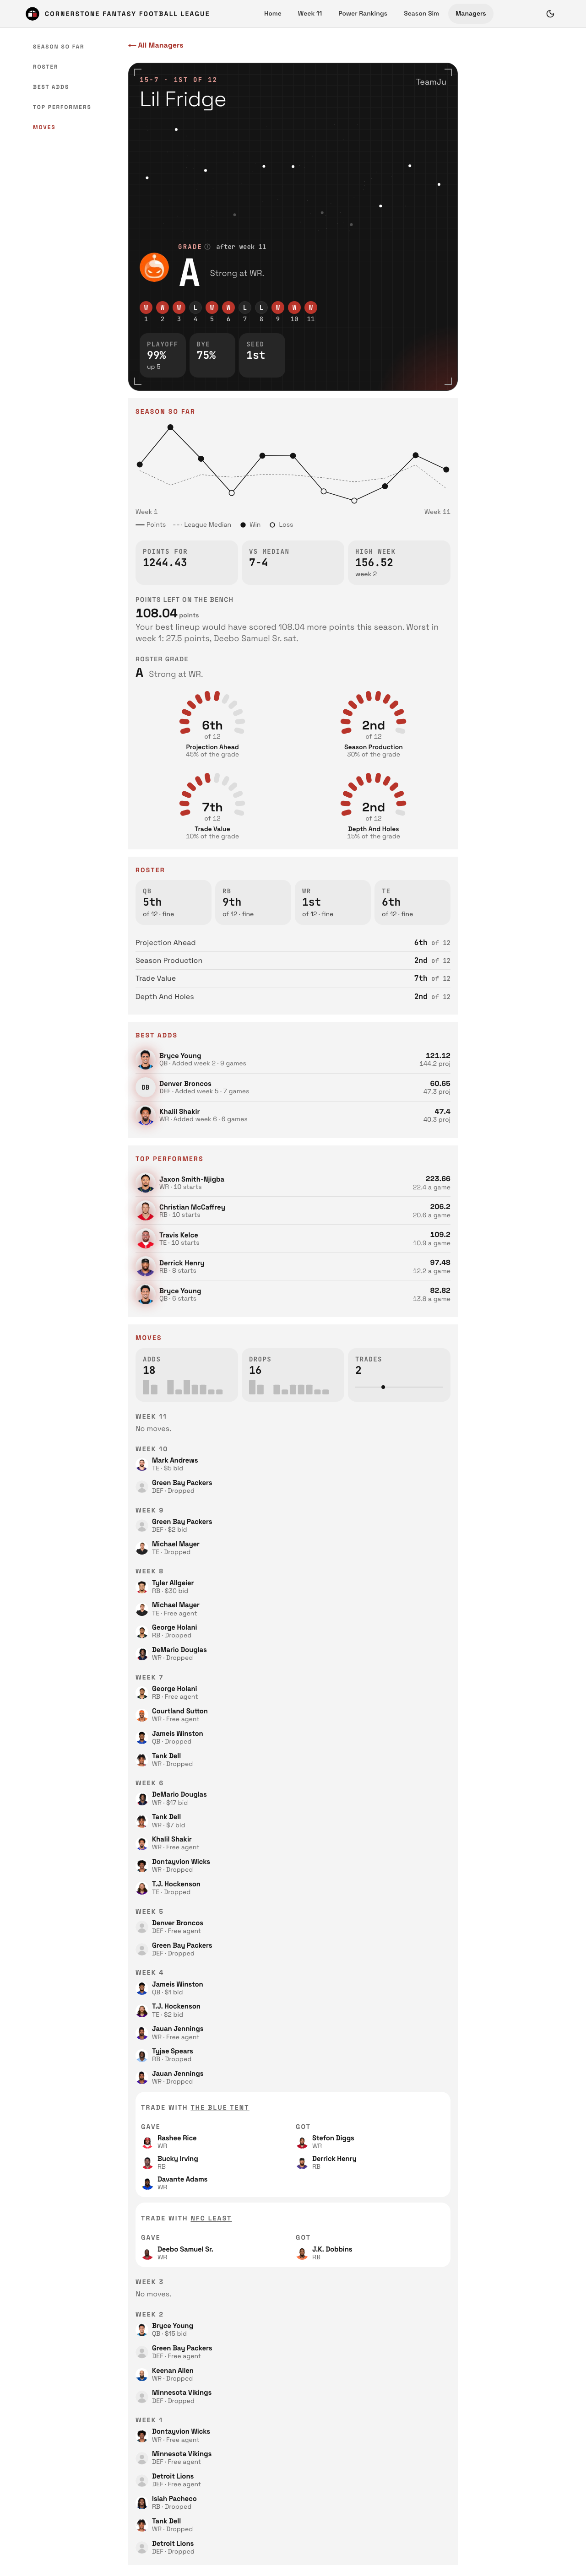 CORNERSTONE FANTASY FOOTBALL LEAGUE
Home Week 11 Power Rankings Season Sim Managers
SEASON SO FAR
ROSTER
BEST ADDS
TOP PERFORMERS
MOVES
← All Managers
15-7 · 1ST OF 12
TeamJu
Lil Fridge
GRADE after week 11
A Strong at WR.
W W W L W W L L W W W
1 2 3 4 5 6 7 8 9 10 11
PLAYOFF
99%
up 5
BYE
75%
SEED
1st
SEASON SO FAR
Week 1 Week 11
Points League Median Win Loss
POINTS FOR
1244.43
VS MEDIAN
7-4
HIGH WEEK
156.52
week 2
POINTS LEFT ON THE BENCH
108.04 points
Your best lineup would have scored 108.04 more points this season. Worst in
week 1: 27.5 points, Deebo Samuel Sr. sat.
ROSTER GRADE
A Strong at WR.
6th
of 12
Projection Ahead
45% of the grade
2nd
of 12
Season Production
30% of the grade
7th
of 12
Trade Value
10% of the grade
2nd
of 12
Depth And Holes
15% of the grade
ROSTER
QB
5th
of 12 · fine
RB
9th
of 12 · fine
WR
1st
of 12 · fine
TE
6th
of 12 · fine
Projection Ahead 6th of 12
Season Production 2nd of 12
Trade Value 7th of 12
Depth And Holes 2nd of 12
BEST ADDS
Bryce Young 121.12
QB · Added week 2 · 9 games 144.2 proj
DB
Denver Broncos 60.65
DEF · Added week 5 · 7 games 47.3 proj
Khalil Shakir 47.4
WR · Added week 6 · 6 games 40.3 proj
TOP PERFORMERS
Jaxon Smith-Njigba 223.66
WR · 10 starts 22.4 a game
Christian McCaffrey 206.2
RB · 10 starts 20.6 a game
Travis Kelce 109.2
TE · 10 starts 10.9 a game
Derrick Henry 97.48
RB · 8 starts 12.2 a game
Bryce Young 82.82
QB · 6 starts 13.8 a game
MOVES
ADDS
18
DROPS
16
TRADES
2
WEEK 11
No moves.
WEEK 10
Mark Andrews
TE · $5 bid
Green Bay Packers
DEF · Dropped
WEEK 9
Green Bay Packers
DEF · $2 bid
Michael Mayer
TE · Dropped
WEEK 8
Tyler Allgeier
RB · $30 bid
Michael Mayer
TE · Free agent
George Holani
RB · Dropped
DeMario Douglas
WR · Dropped
WEEK 7
George Holani
RB · Free agent
Courtland Sutton
WR · Free agent
Jameis Winston
QB · Dropped
Tank Dell
WR · Dropped
WEEK 6
DeMario Douglas
WR · $17 bid
Tank Dell
WR · $7 bid
Khalil Shakir
WR · Free agent
Dontayvion Wicks
WR · Dropped
T.J. Hockenson
TE · Dropped
WEEK 5
Denver Broncos
DEF · Free agent
Green Bay Packers
DEF · Dropped
WEEK 4
Jameis Winston
QB · $1 bid
T.J. Hockenson
TE · $2 bid
Jauan Jennings
WR · Free agent
Tyjae Spears
RB · Dropped
Jauan Jennings
WR · Dropped
TRADE WITH THE BLUE TENT
GAVE
Rashee Rice
WR
Bucky Irving
RB
Davante Adams
WR
GOT
Stefon Diggs
WR
Derrick Henry
RB
TRADE WITH NFC LEAST
GAVE
Deebo Samuel Sr.
WR
GOT
J.K. Dobbins
RB
WEEK 3
No moves.
WEEK 2
Bryce Young
QB · $15 bid
Green Bay Packers
DEF · Free agent
Keenan Allen
WR · Dropped
Minnesota Vikings
DEF · Dropped
WEEK 1
Dontayvion Wicks
WR · Free agent
Minnesota Vikings
DEF · Free agent
Detroit Lions
DEF · Free agent
Isiah Pacheco
RB · Dropped
Tank Dell
WR · Dropped
Detroit Lions
DEF · Dropped